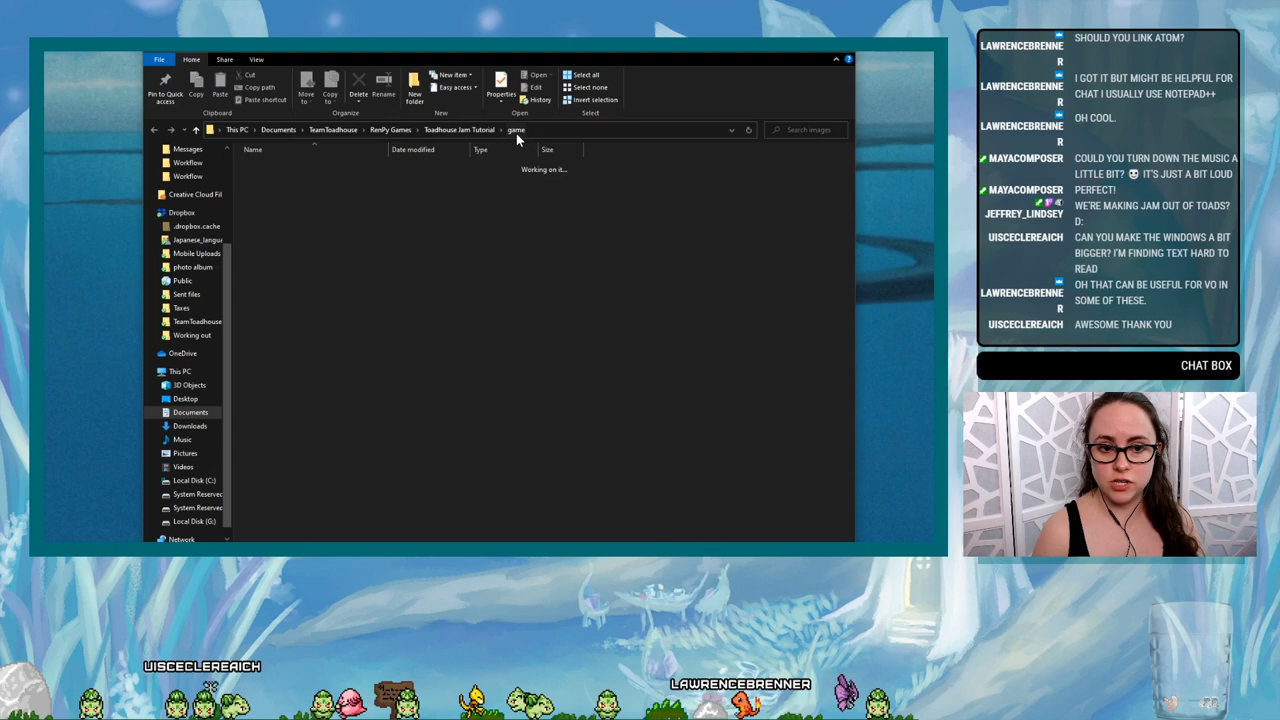 File Home Share View
Pin to Quick access
Copy
Paste
Cut
Copy path
Paste shortcut
Clipboard
Move to
Copy to
Delete
Rename
Organize
New folder
New item
Easy access
New
Properties
Open
Edit
History
Open
Select all
Select none
Invert selection
Select
This PC > Documents > TeamToadhouse > RenPy Games > Toadhouse Jam Tutorial > game
Search images
Name Date modified Type Size
Working on it...
Messages
Workflow
Workflow
Creative Cloud Fil
Dropbox
.dropbox.cache
Japanese_langua
Mobile Uploads
photo album
Public
Sent files
Taxes
TeamToadhouse
Working out
OneDrive
This PC
3D Objects
Desktop
Documents
Downloads
Music
Pictures
Videos
Local Disk (C:)
System Reserved
System Reserved
Local Disk (G:)
Network
LAWRENCEBRENNER SHOULD YOU LINK ATOM?
LAWRENCEBRENNER I GOT IT BUT MIGHT BE HELPFUL FOR
CHAT I USUALLY USE NOTEPAD++
LAWRENCEBRENNER OH COOL.
MAYACOMPOSER COULD YOU TURN DOWN THE MUSIC A
LITTLE BIT? IT'S JUST A BIT LOUD
MAYACOMPOSER PERFECT!
JEFFREY_LINDSEY WE'RE MAKING JAM OUT OF TOADS?
D:
UISCECLEREAICH CAN YOU MAKE THE WINDOWS A BIT
BIGGER? I'M FINDING TEXT HARD TO
READ
LAWRENCEBRENNER OH THAT CAN BE USEFUL FOR VO IN
SOME OF THESE.
UISCECLEREAICH AWESOME THANK YOU
CHAT BOX
UISCECLEREAICH
LAWRENCEBRENNER